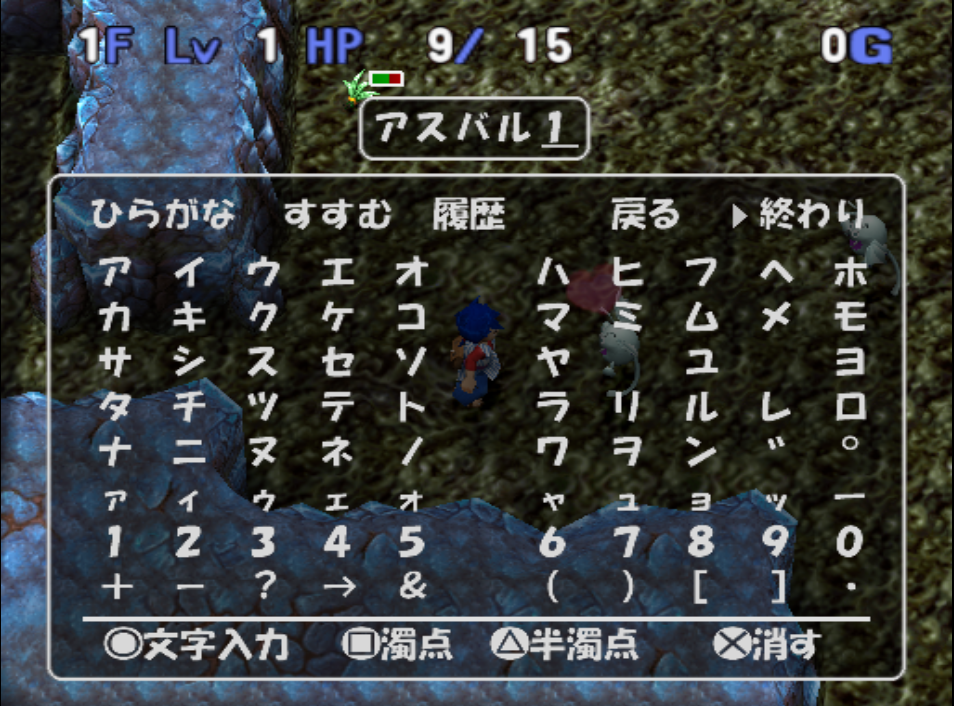 1F Lv 1 HP 9/ 15 0G
アスバル1
ひらがな すすむ 履歴 戻る 終わり
ア イ ウ エ オ ハ ヒ フ ヘ ホ
カ キ ク ケ コ マ ミ ム メ モ
サ シ ス セ ソ ヤ ユ ヨ
タ チ ツ テ ト ラ リ ル レ ロ
ナ ニ ヌ ネ ノ ワ ヲ ン ゛ ゜
ァ ィ ゥ ェ ォ ャ ュ ョ ッ ー
1 2 3 4 5 6 7 8 9 0
+ - ? → & ( ) [ ] ・
◎文字入力 □濁点 △半濁点 ×消す